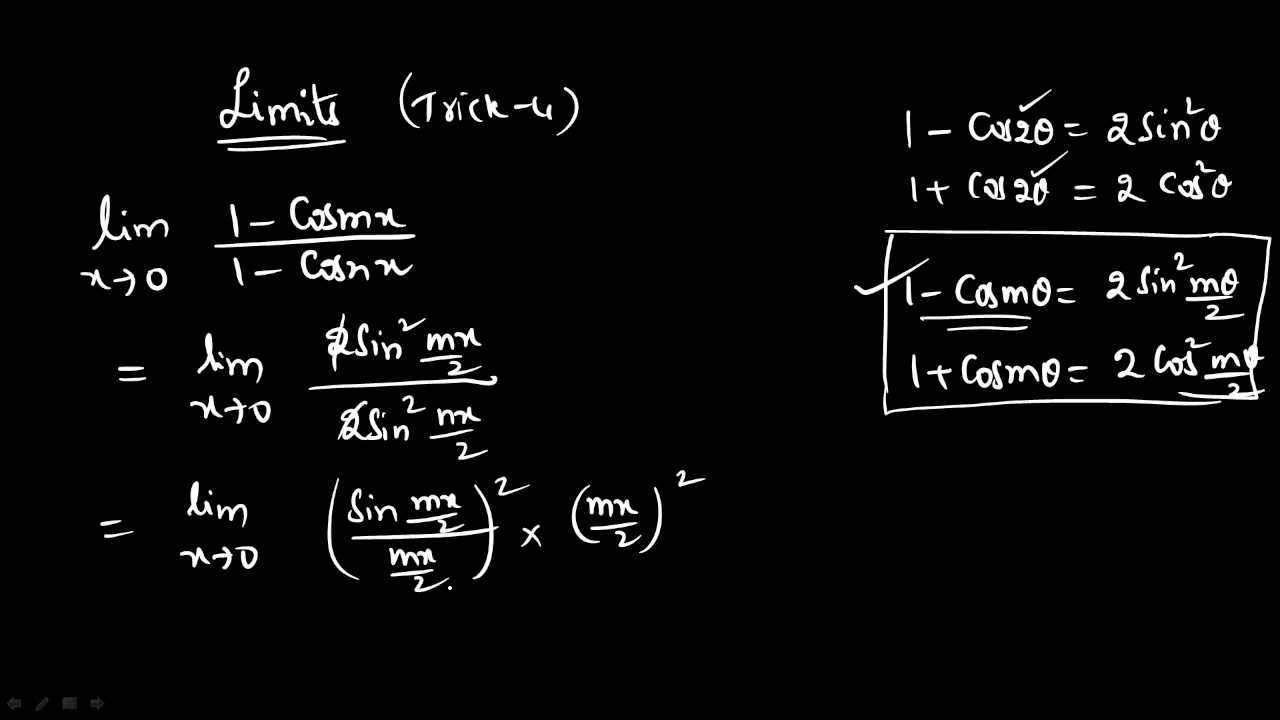 Limits (Trick-4)
lim x→0 (1 - Cosmx)/(1 - Cosnx)
= lim x→0 (2Sin² mx/2)/(2Sin² nx/2)
= lim x→0 ((Sin mx/2)/(mx/2))² × (mx/2)²
1 - Cos2θ = 2Sin²θ
1 + Cos2θ = 2 Cos²θ
1 - Cosmθ = 2Sin² mθ/2
1 + Cosmθ = 2 Cos² mθ/2